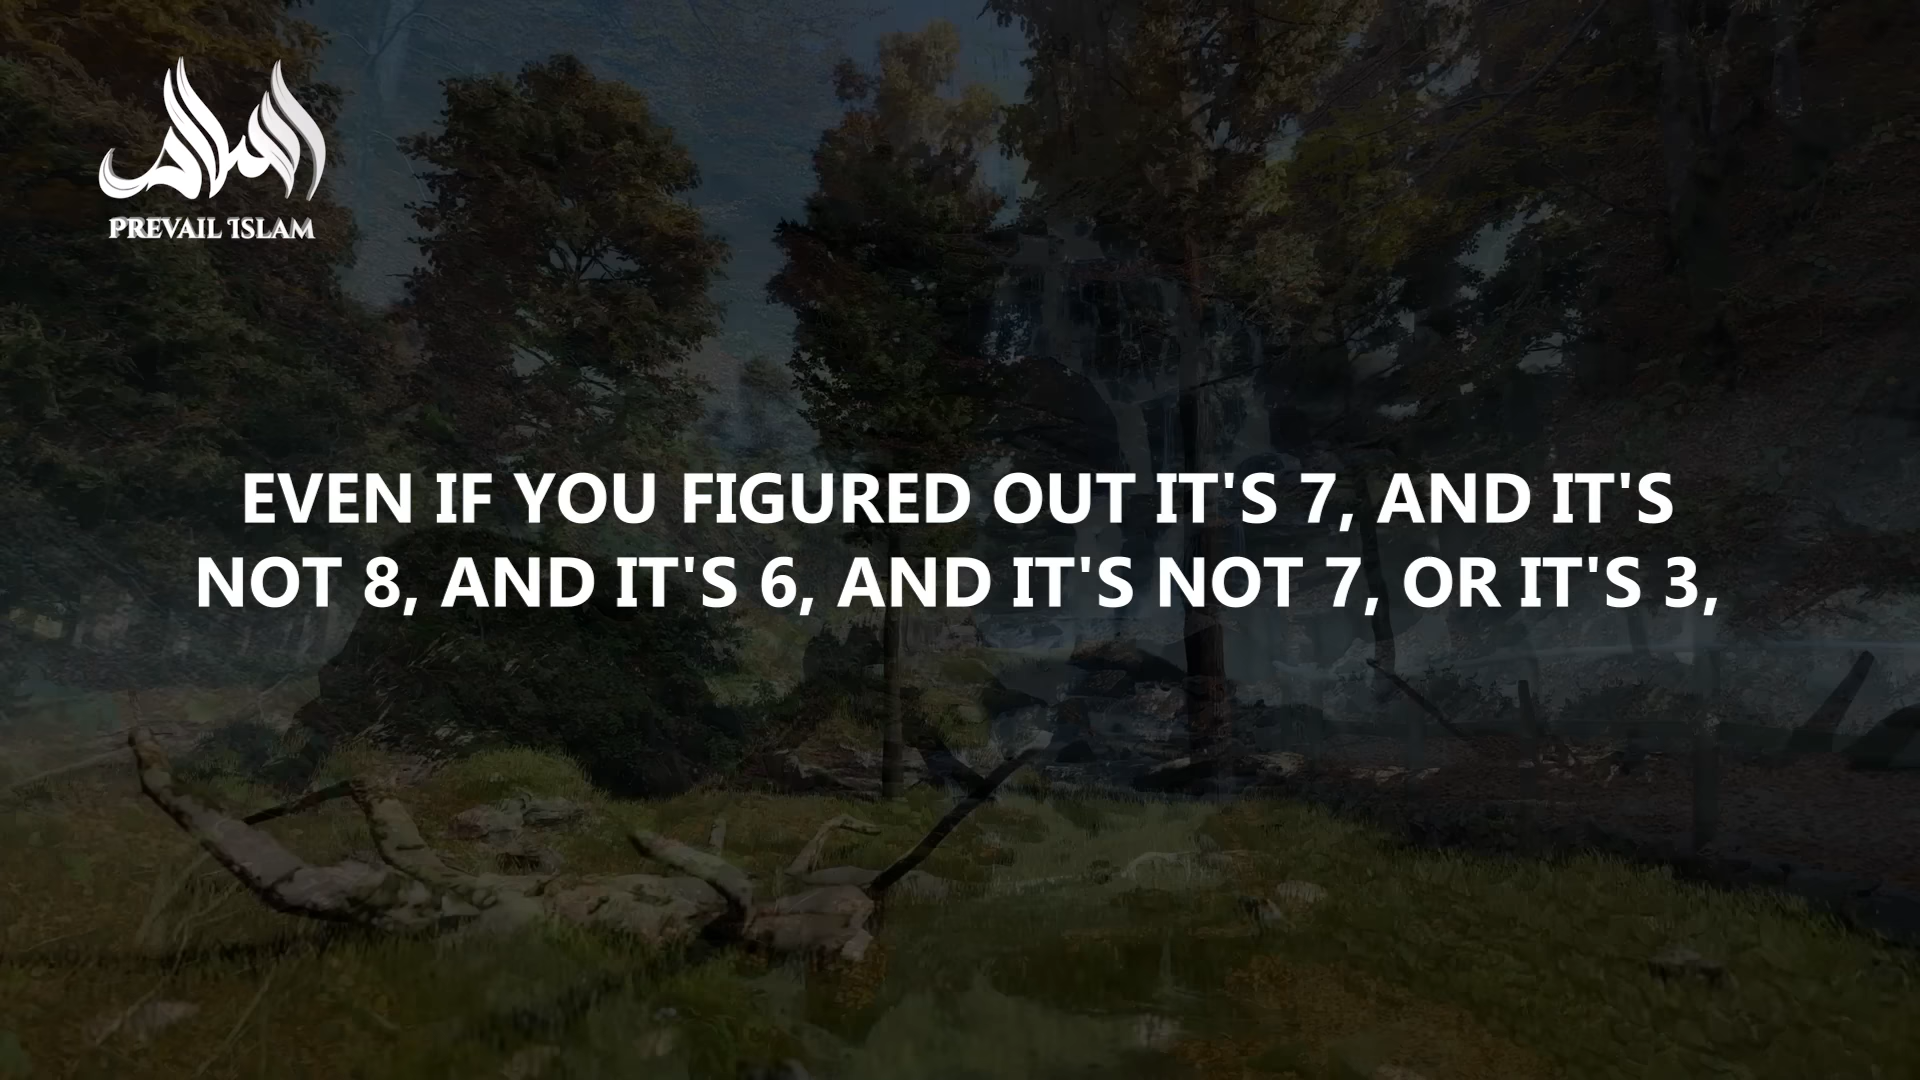 PREVAIL ISLAM
EVEN IF YOU FIGURED OUT IT'S 7, AND IT'S
NOT 8, AND IT'S 6, AND IT'S NOT 7, OR IT'S 3,